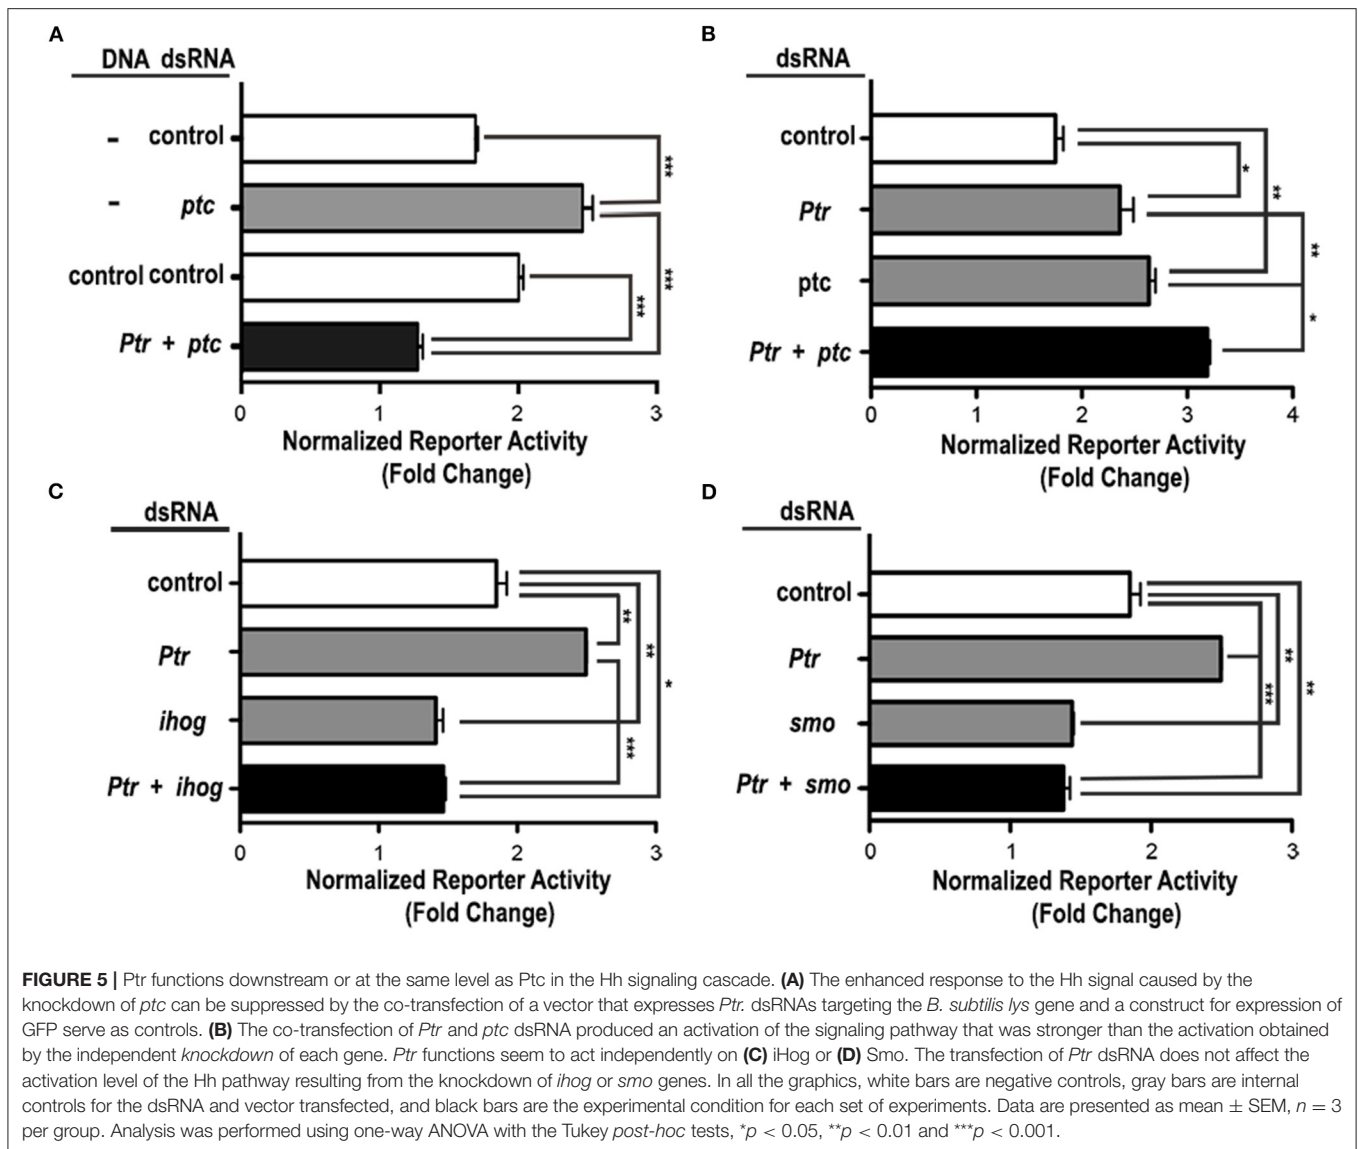 A
DNA dsRNA
- control
- ptc
control control
Ptr + ptc
***
***
***
0 1 2 3
Normalized Reporter Activity
(Fold Change)
B
dsRNA
control
Ptr
ptc
Ptr + ptc
*
**
**
*
0 1 2 3 4
Normalized Reporter Activity
(Fold Change)
C
dsRNA
control
Ptr
ihog
Ptr + ihog
**
**
*
***
0 1 2 3
Normalized Reporter Activity
(Fold Change)
D
dsRNA
control
Ptr
smo
Ptr + smo
***
**
**
0 1 2 3
Normalized Reporter Activity
(Fold Change)
FIGURE 5 | Ptr functions downstream or at the same level as Ptc in the Hh signaling cascade. (A) The enhanced response to the Hh signal caused by the
knockdown of ptc can be suppressed by the co-transfection of a vector that expresses Ptr. dsRNAs targeting the B. subtilis lys gene and a construct for expression of
GFP serve as controls. (B) The co-transfection of Ptr and ptc dsRNA produced an activation of the signaling pathway that was stronger than the activation obtained
by the independent knockdown of each gene. Ptr functions seem to act independently on (C) iHog or (D) Smo. The transfection of Ptr dsRNA does not affect the
activation level of the Hh pathway resulting from the knockdown of ihog or smo genes. In all the graphics, white bars are negative controls, gray bars are internal
controls for the dsRNA and vector transfected, and black bars are the experimental condition for each set of experiments. Data are presented as mean ± SEM, n = 3
per group. Analysis was performed using one-way ANOVA with the Tukey post-hoc tests, *p < 0.05, **p < 0.01 and ***p < 0.001.